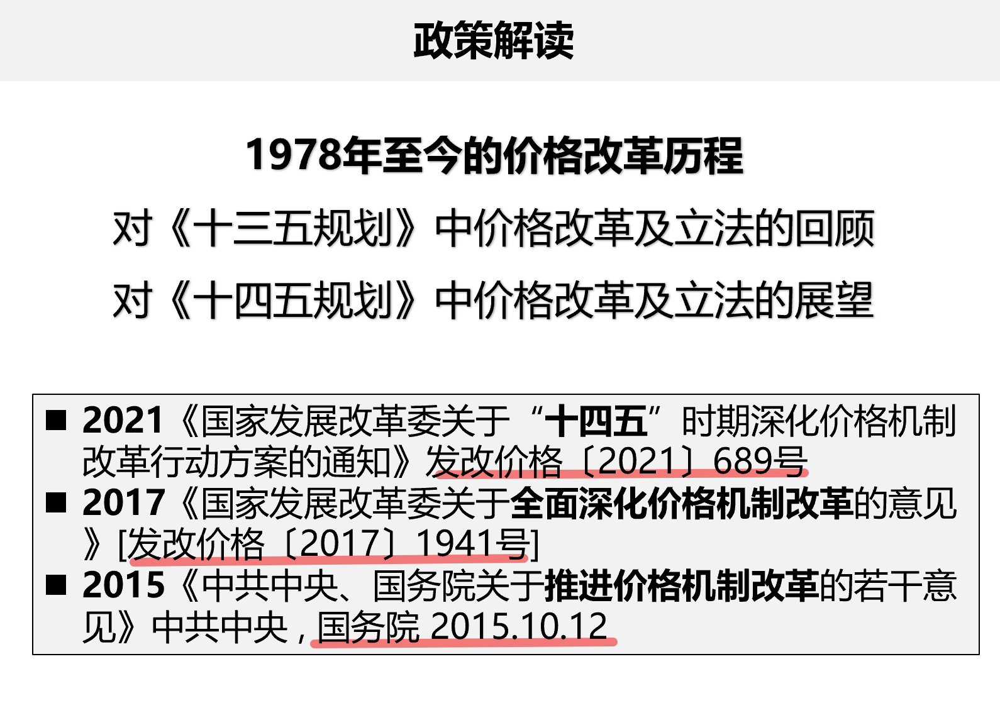 政策解读
1978年至今的价格改革历程
对《十三五规划》中价格改革及立法的回顾
对《十四五规划》中价格改革及立法的展望
■ 2021《国家发展改革委关于“十四五”时期深化价格机制
改革行动方案的通知》发改价格〔2021〕689号
■ 2017《国家发展改革委关于全面深化价格机制改革的意见
》[发改价格〔2017〕1941号]
■ 2015《中共中央、国务院关于推进价格机制改革的若干意
见》中共中央,国务院 2015.10.12